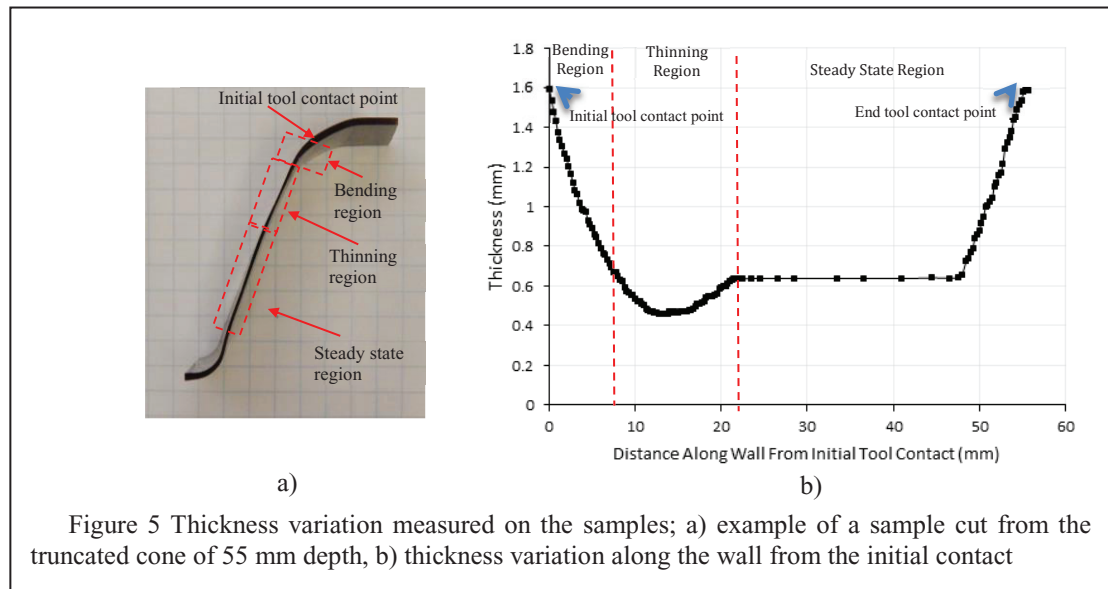 Initial tool contact point
Bending
region
Thinning
region
Steady state
region
a)
1.8
1.6
1.4
1.2
1
0.8
0.6
0.4
0.2
0
Thickness (mm)
Bending
Region
Thinning
Region
Steady State Region
Initial tool contact point
End tool contact point
0 10 20 30 40 50 60
Distance Along Wall From Initial Tool Contact (mm)
b)
Figure 5 Thickness variation measured on the samples; a) example of a sample cut from the
truncated cone of 55 mm depth, b) thickness variation along the wall from the initial contact